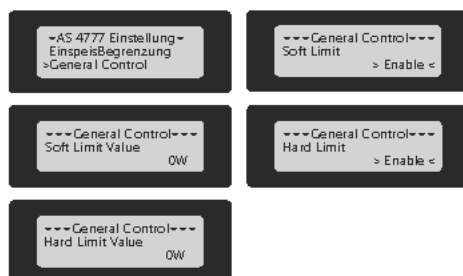 -AS 4777 Einstellung-
EinspeisBegrenzung
>General Control
---General Control---
Soft Limit
> Enable <
---General Control---
Soft Limit Value
0W
---General Control---
Hard Limit
> Enable <
---General Control---
Hard Limit Value
0W